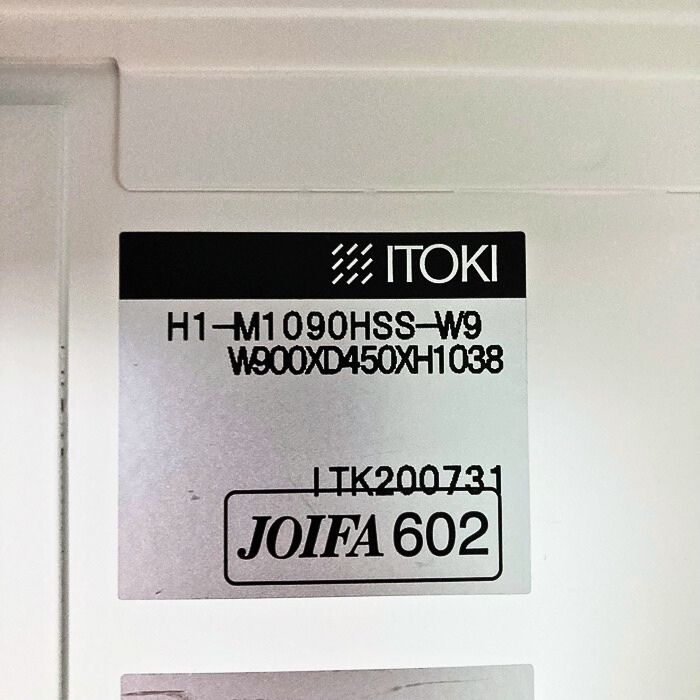 ITOKI
H1-M1090HSS-W9
W900XD450XH1038
ITK200731
JOIFA 602